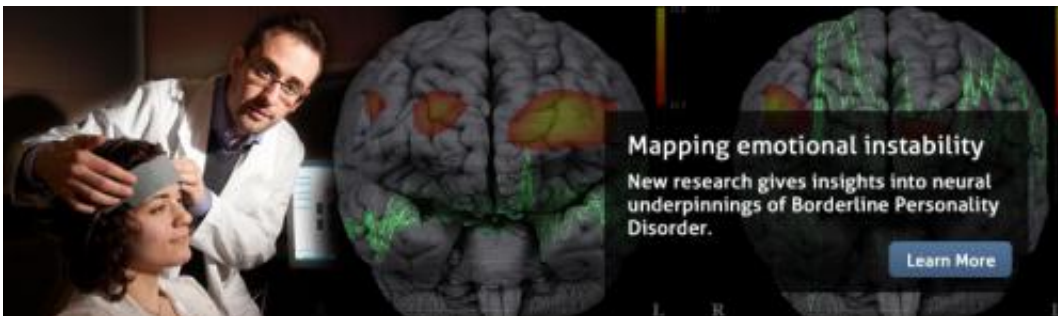 Mapping emotional instability
New research gives insights into neural
underpinnings of Borderline Personality
Disorder.
Learn More
L
R